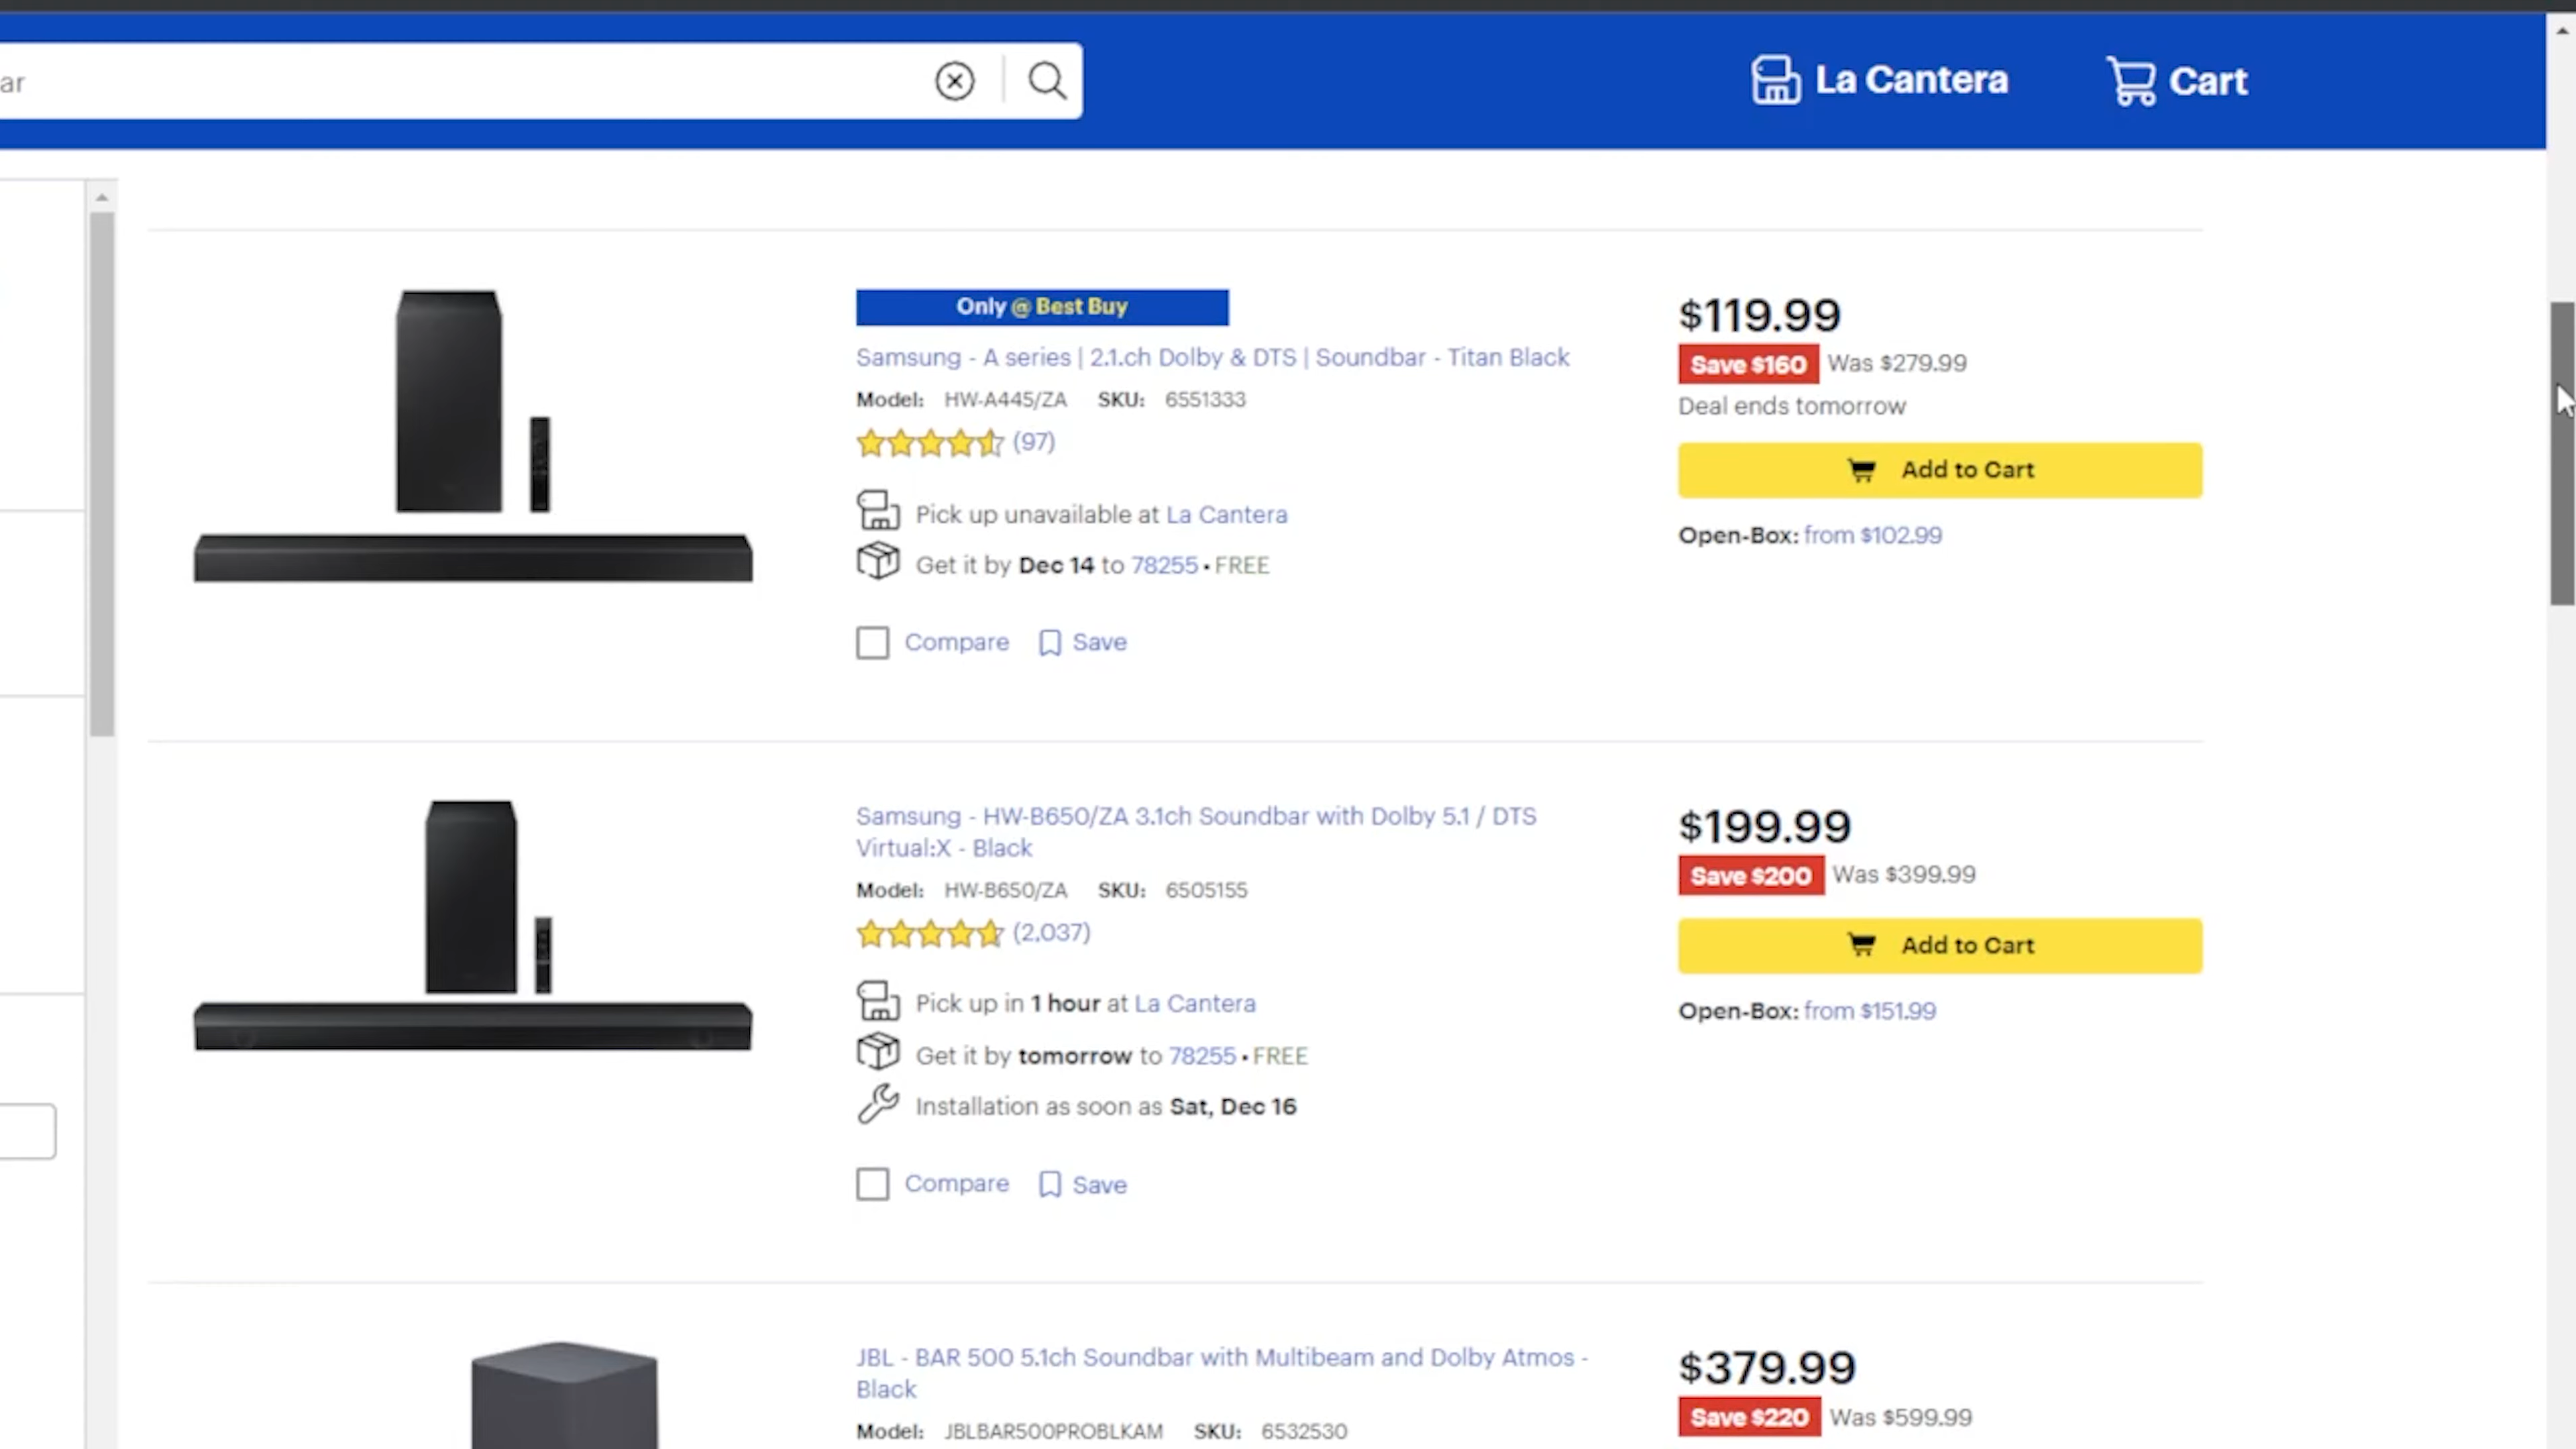 ar
La Cantera
Cart
Only @ Best Buy
Samsung - A series | 2.1.ch Dolby & DTS | Soundbar - Titan Black
Model: HW-A445/ZA SKU: 6551333
(97)
Pick up unavailable at La Cantera
Get it by Dec 14 to 78255 • FREE
Compare
Save
$119.99
Save $160 Was $279.99
Deal ends tomorrow
Add to Cart
Open-Box: from $102.99
Samsung - HW-B650/ZA 3.1ch Soundbar with Dolby 5.1 / DTS
Virtual:X - Black
Model: HW-B650/ZA SKU: 6505155
(2,037)
Pick up in 1 hour at La Cantera
Get it by tomorrow to 78255 • FREE
Installation as soon as Sat, Dec 16
Compare
Save
$199.99
Save $200 Was $399.99
Add to Cart
Open-Box: from $151.99
JBL - BAR 500 5.1ch Soundbar with Multibeam and Dolby Atmos -
Black
Model: JBLBAR500PROBLKAM SKU: 6532530
$379.99
Save $220 Was $599.99